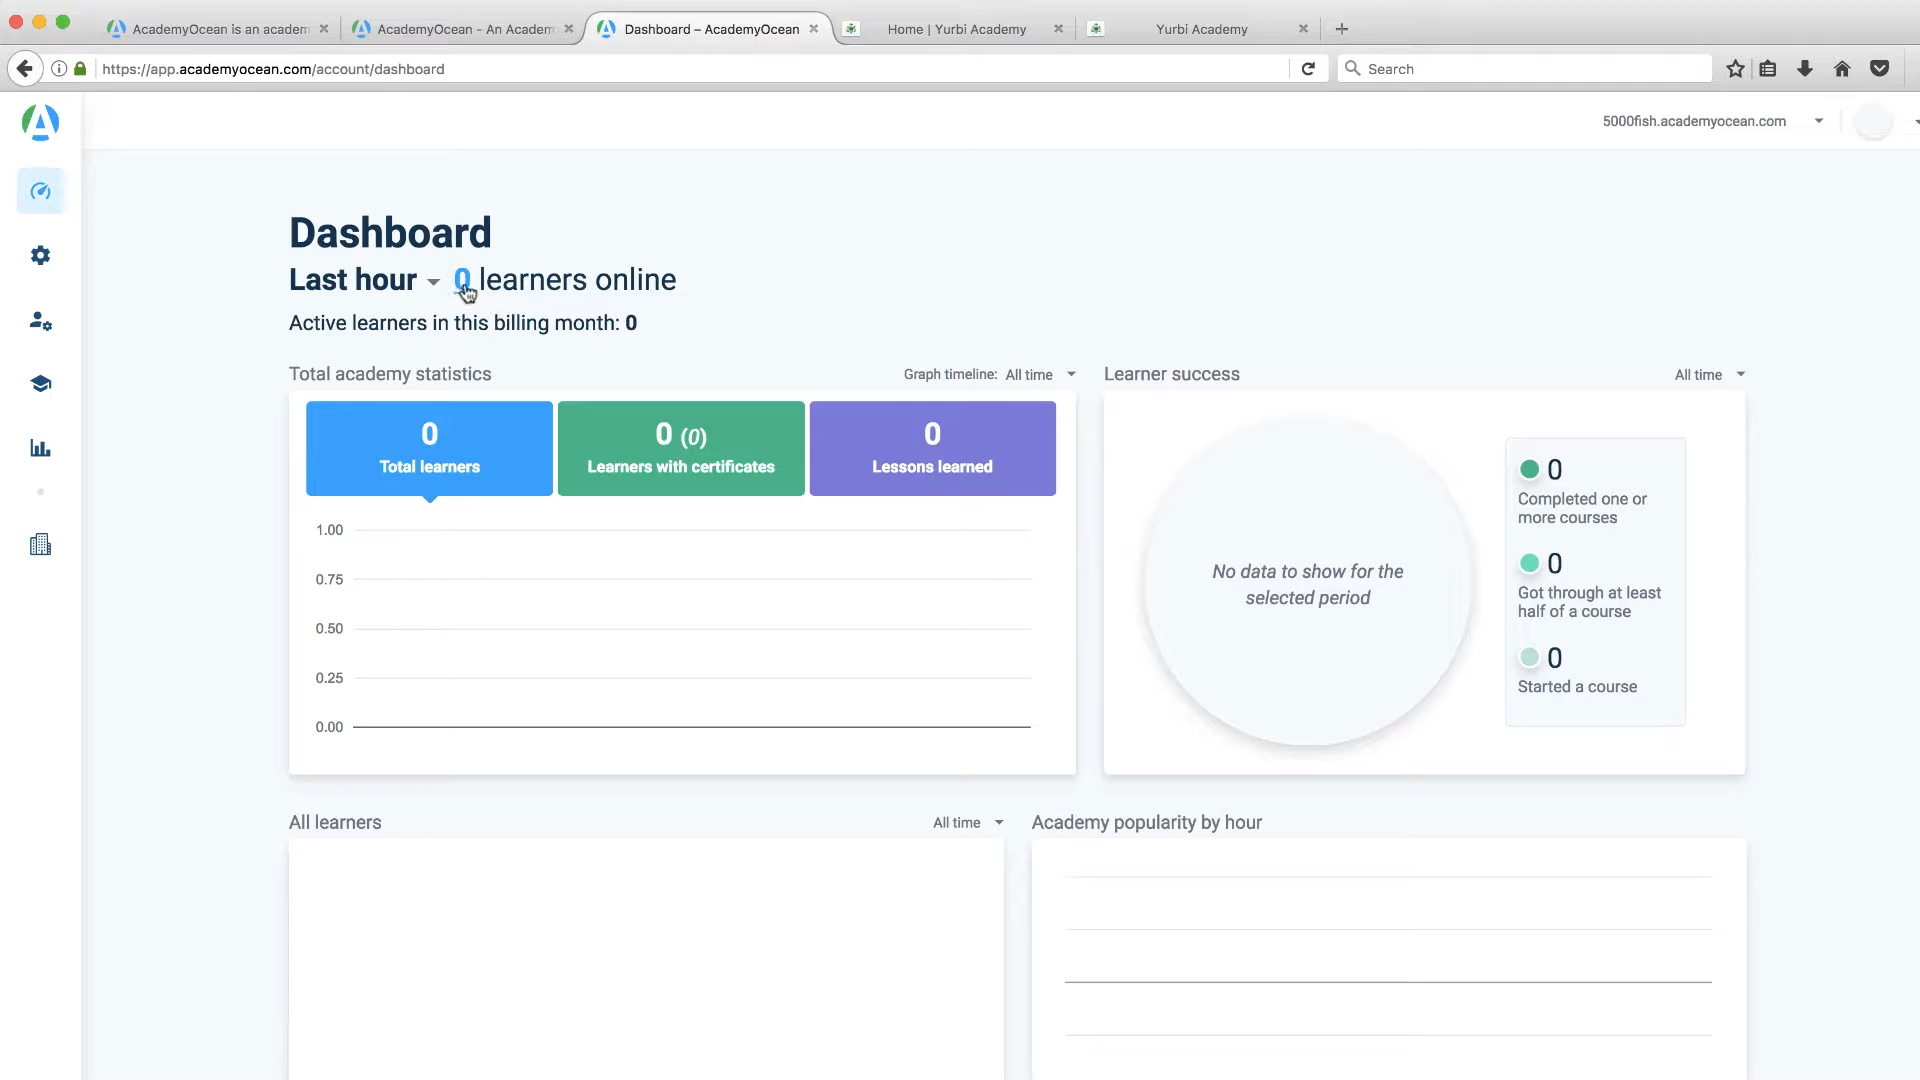 AcademyOcean is an academ
AcademyOcean - An Academ
Dashboard – AcademyOcean
Home | Yurbi Academy
Yurbi Academy
https://app.academyocean.com/account/dashboard
Search
5000fish.academyocean.com
Dashboard
Last hour 0 learners online
Active learners in this billing month: 0
Total academy statistics
Graph timeline: All time
Learner success
All time
0
Total learners
0 (0)
Learners with certificates
0
Lessons learned
1.00
0.75
0.50
0.25
0.00
No data to show for the
selected period
0
Completed one or
more courses
0
Got through at least
half of a course
0
Started a course
All learners
All time
Academy popularity by hour